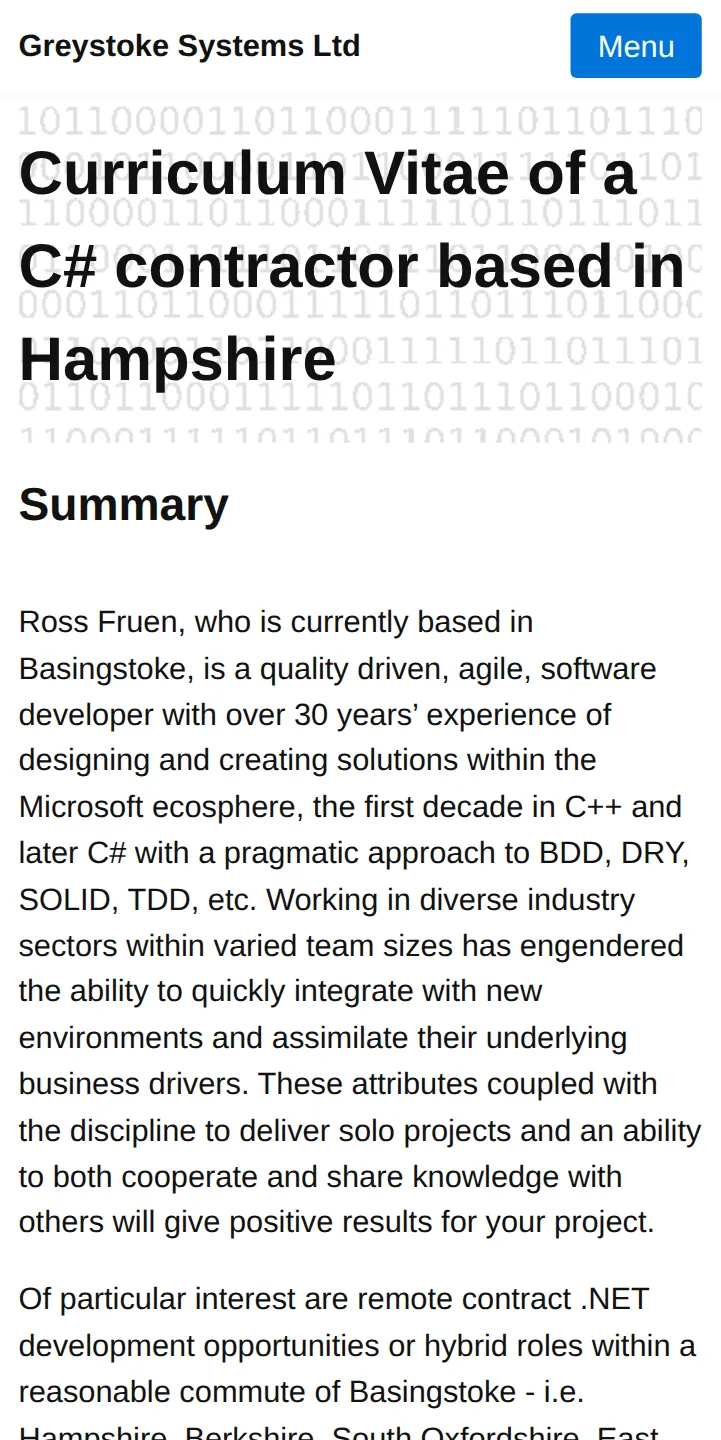 Greystoke Systems Ltd
Menu
Curriculum Vitae of a
C# contractor based in
Hampshire
Summary
Ross Fruen, who is currently based in
Basingstoke, is a quality driven, agile, software
developer with over 30 years’ experience of
designing and creating solutions within the
Microsoft ecosphere, the first decade in C++ and
later C# with a pragmatic approach to BDD, DRY,
SOLID, TDD, etc. Working in diverse industry
sectors within varied team sizes has engendered
the ability to quickly integrate with new
environments and assimilate their underlying
business drivers. These attributes coupled with
the discipline to deliver solo projects and an ability
to both cooperate and share knowledge with
others will give positive results for your project.
Of particular interest are remote contract .NET
development opportunities or hybrid roles within a
reasonable commute of Basingstoke - i.e.
Hampshire, Berkshire, South Oxfordshire, East